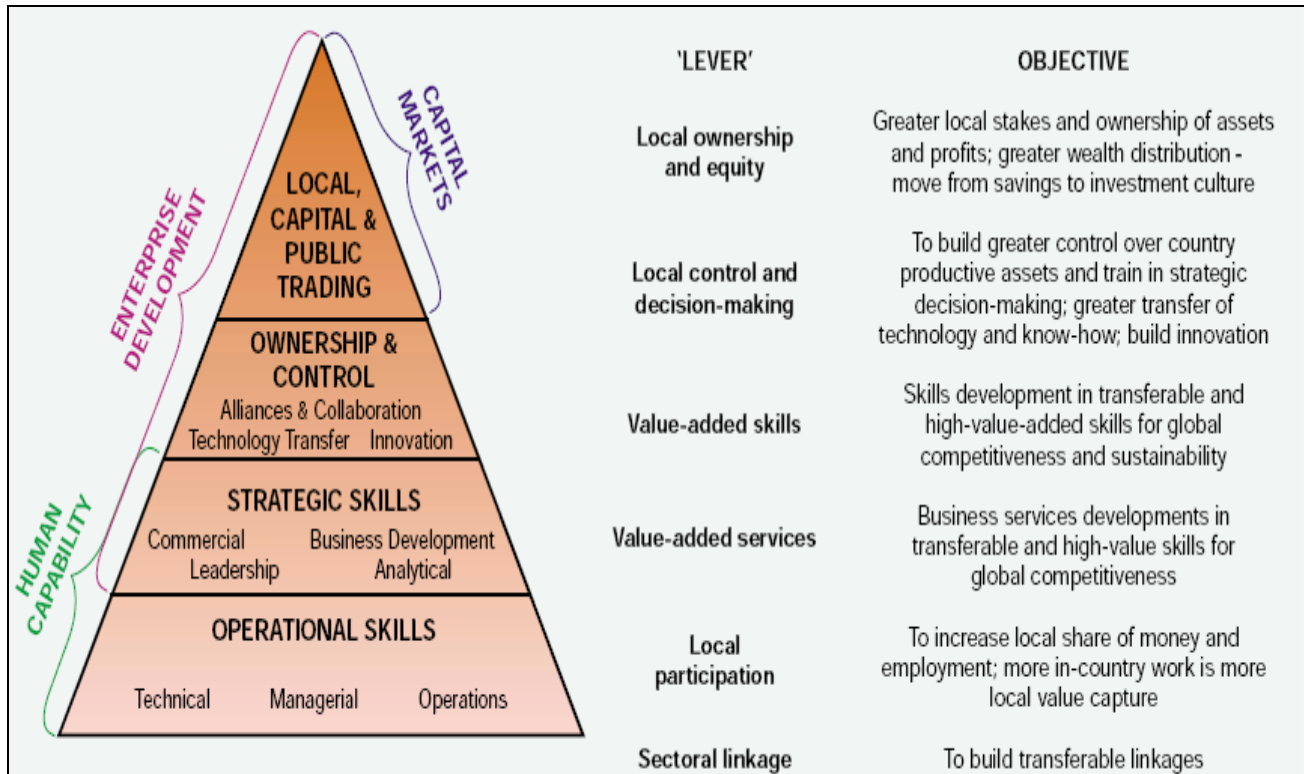 ENTERPRISE
DEVELOPMENT
HUMAN
CAPABILITY
CAPITAL
MARKETS
LOCAL,
CAPITAL &
PUBLIC
TRADING
OWNERSHIP &
CONTROL
Alliances & Collaboration
Technology Transfer Innovation
STRATEGIC SKILLS
Commercial Business Development
Leadership Analytical
OPERATIONAL SKILLS
Technical Managerial Operations
'LEVER' OBJECTIVE
Local ownership
and equity
Greater local stakes and ownership of assets
and profits; greater wealth distribution -
move from savings to investment culture
Local control and
decision-making
To build greater control over country
productive assets and train in strategic
decision-making; greater transfer of
technology and know-how; build innovation
Value-added skills
Skills development in transferable and
high-value-added skills for global
competitiveness and sustainability
Value-added services
Business services developments in
transferable and high-value skills for
global competitiveness
Local
participation
To increase local share of money and
employment; more in-country work is more
local value capture
Sectoral linkage
To build transferable linkages